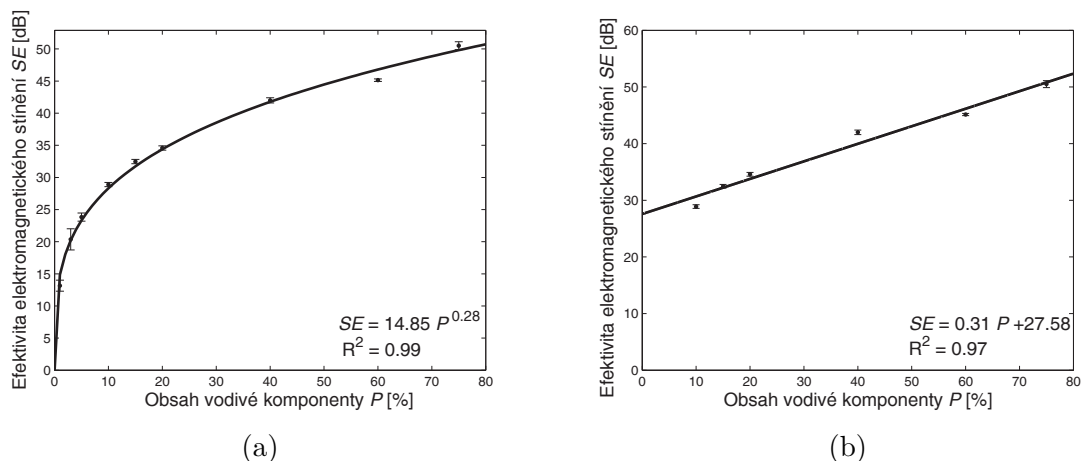 Efektivita elektromagnetického stínění SE [dB]
50
45
40
35
30
25
20
15
10
5
0
0 10 20 30 40 50 60 70 80
SE = 14.85 P^0.28
R^2 = 0.99
Obsah vodivé komponenty P [%]
(a)
Efektivita elektromagnetického stínění SE [dB]
60
50
40
30
20
10
0
0 10 20 30 40 50 60 70 80
SE = 0.31 P +27.58
R^2 = 0.97
Obsah vodivé komponenty P [%]
(b)